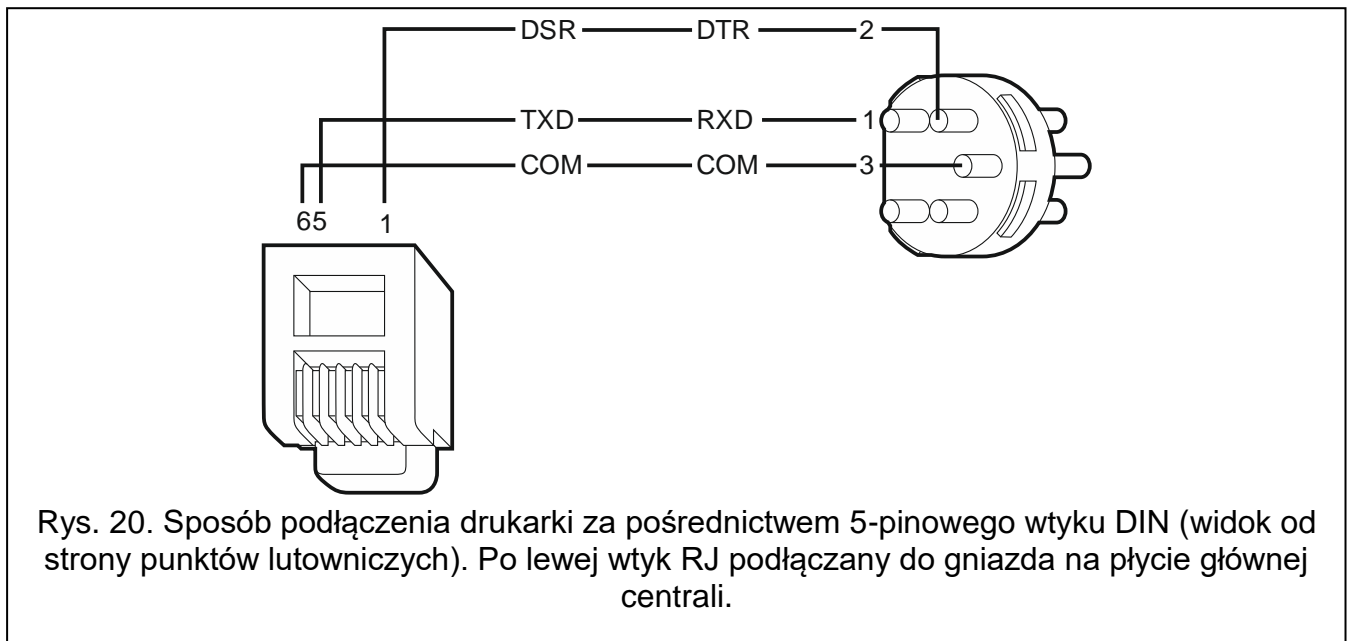 DSR DTR 2
TXD RXD 1
COM COM 3
65 1
Rys. 20. Sposób podłączenia drukarki za pośrednictwem 5-pinowego wtyku DIN (widok od
strony punktów lutowniczych). Po lewej wtyk RJ podłączany do gniazda na płycie głównej
centrali.